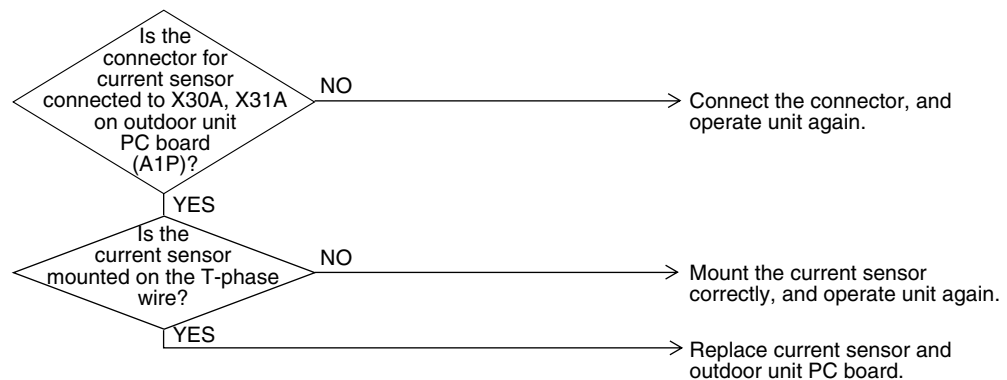 Is the
connector for
current sensor
connected to X30A, X31A
on outdoor unit
PC board
(A1P)?
NO
Connect the connector, and
operate unit again.
YES
Is the
current sensor
mounted on the T-phase
wire?
NO
Mount the current sensor
correctly, and operate unit again.
YES
Replace current sensor and
outdoor unit PC board.